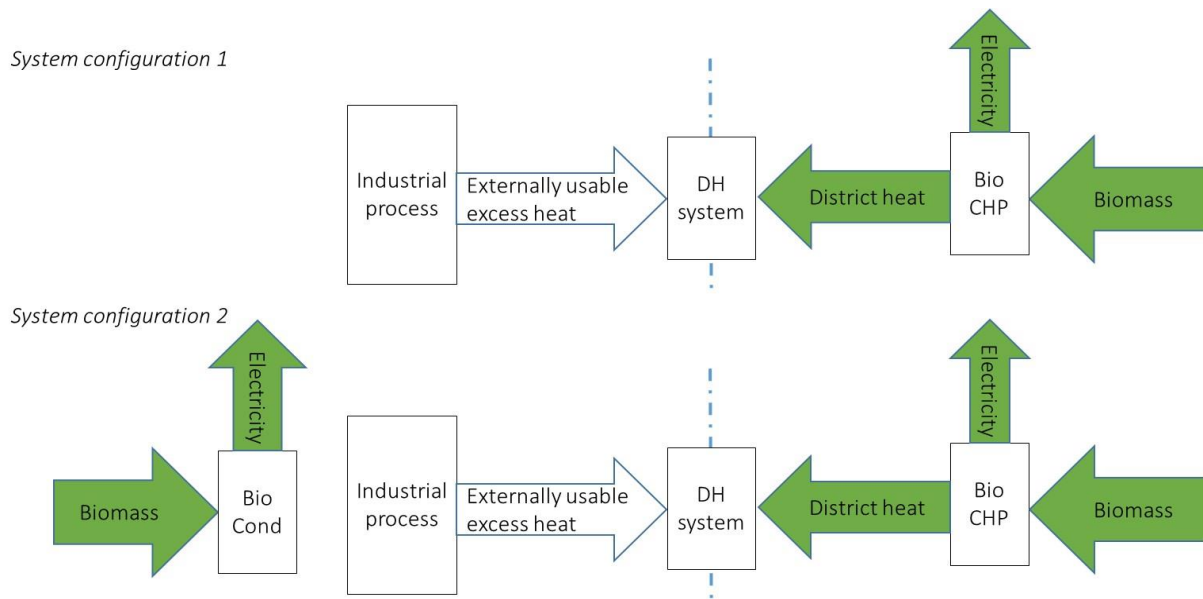 System configuration 1
Electricity
Industrial
process
Externally usable
excess heat
DH
system
District heat
Bio
CHP
Biomass
System configuration 2
Electricity
Electricity
Biomass
Bio
Cond
Industrial
process
Externally usable
excess heat
DH
system
District heat
Bio
CHP
Biomass